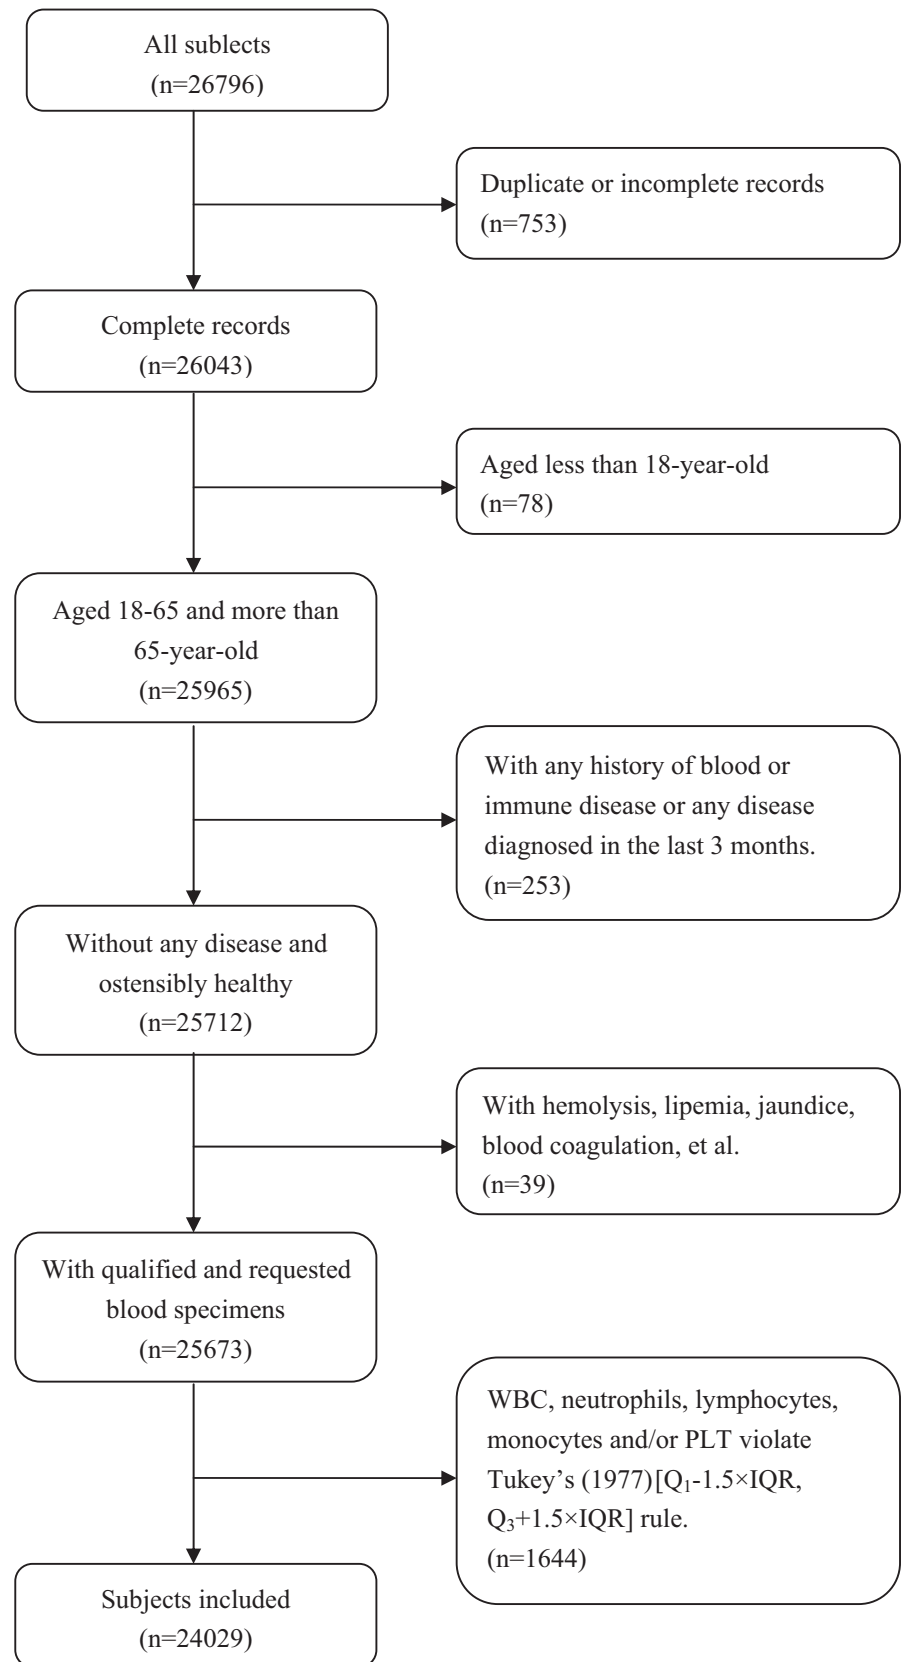 All sublects
(n=26796)
Duplicate or incomplete records
(n=753)
Complete records
(n=26043)
Aged less than 18-year-old
(n=78)
Aged 18-65 and more than
65-year-old
(n=25965)
With any history of blood or
immune disease or any disease
diagnosed in the last 3 months.
(n=253)
Without any disease and
ostensibly healthy
(n=25712)
With hemolysis, lipemia, jaundice,
blood coagulation, et al.
(n=39)
With qualified and requested
blood specimens
(n=25673)
WBC, neutrophils, lymphocytes,
monocytes and/or PLT violate
Tukey's (1977)[Q₁-1.5×IQR,
Q₃+1.5×IQR] rule.
(n=1644)
Subjects included
(n=24029)